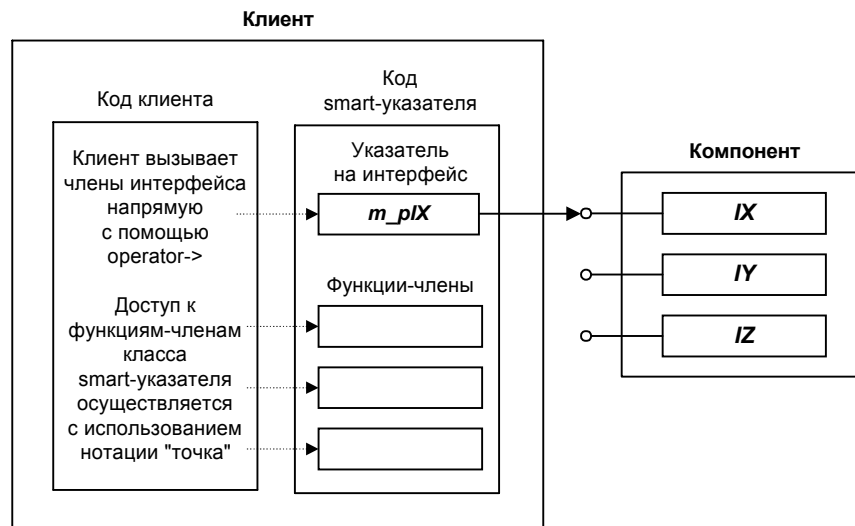 Клиент
Код клиента
Код
smart-указателя
Клиент вызывает
члены интерфейса
напрямую
с помощью
operator->
Доступ к
функциям-членам
класса
smart-указателя
осуществляется
с использованием
нотации "точка"
Указатель
на интерфейс
m_pIX
Функции-члены
Компонент
IX
IY
IZ